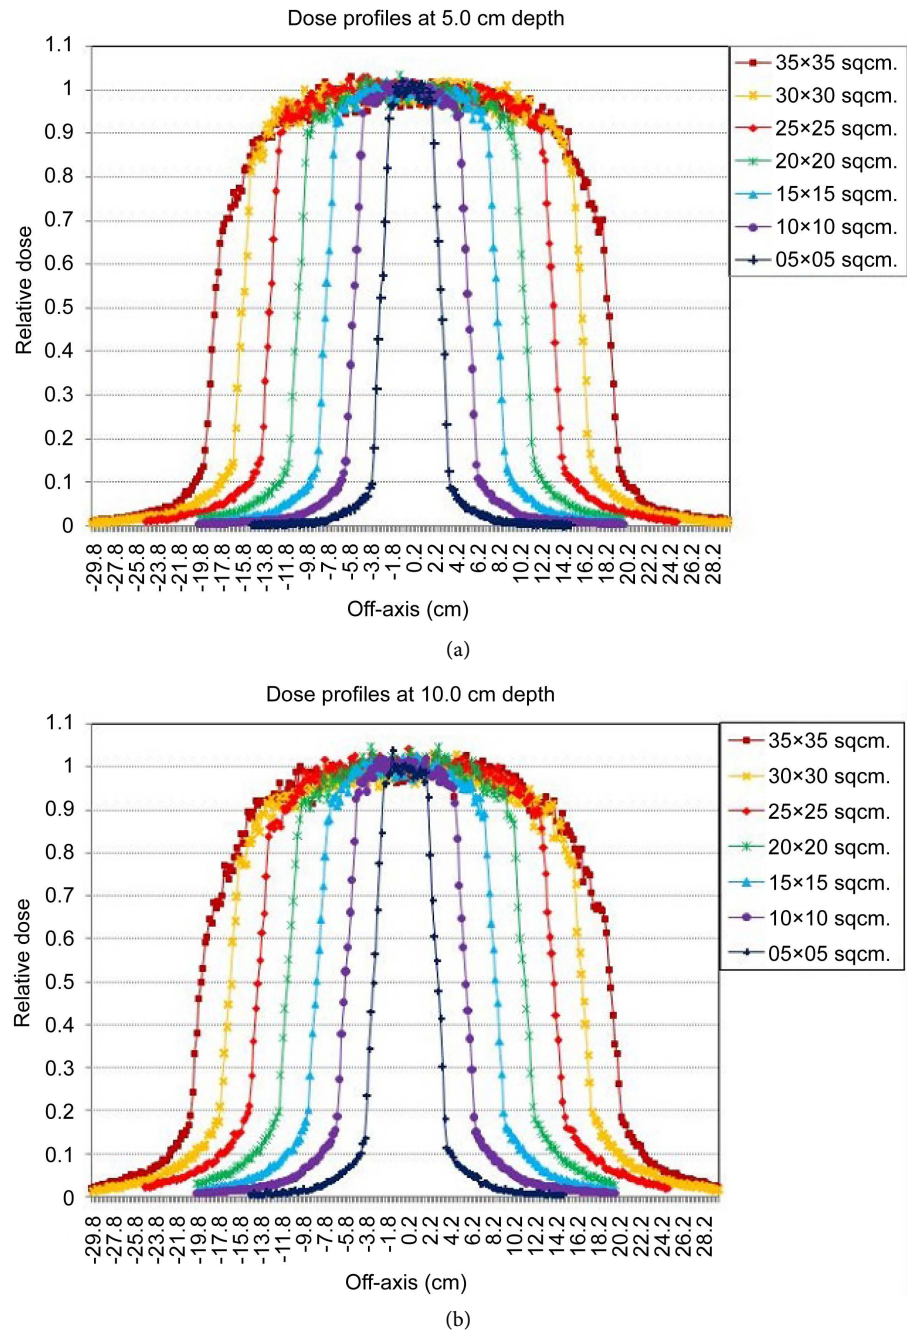 Dose profiles at 5.0 cm depth
1.1
1
0.9
0.8
0.7
0.6
0.5
0.4
0.3
0.2
0.1
0
Relative dose
35×35 sqcm.
30×30 sqcm.
25×25 sqcm.
20×20 sqcm.
15×15 sqcm.
10×10 sqcm.
05×05 sqcm.
-29.8 -27.8 -25.8 -23.8 -21.8 -19.8 -17.8 -15.8 -13.8 -11.8 -9.8 -7.8 -5.8 -3.8 -1.8 0.2 2.2 4.2 6.2 8.2 10.2 12.2 14.2 16.2 18.2 20.2 22.2 24.2 26.2 28.2
Off-axis (cm)
(a)
Dose profiles at 10.0 cm depth
1.1
1
0.9
0.8
0.7
0.6
0.5
0.4
0.3
0.2
0.1
0
Relative dose
35×35 sqcm.
30×30 sqcm.
25×25 sqcm.
20×20 sqcm.
15×15 sqcm.
10×10 sqcm.
05×05 sqcm.
-29.8 -27.8 -25.8 -23.8 -21.8 -19.8 -17.8 -15.8 -13.8 -11.8 -9.8 -7.8 -5.8 -3.8 -1.8 0.2 2.2 4.2 6.2 8.2 10.2 12.2 14.2 16.2 18.2 20.2 22.2 24.2 26.2 28.2
Off-axis (cm)
(b)